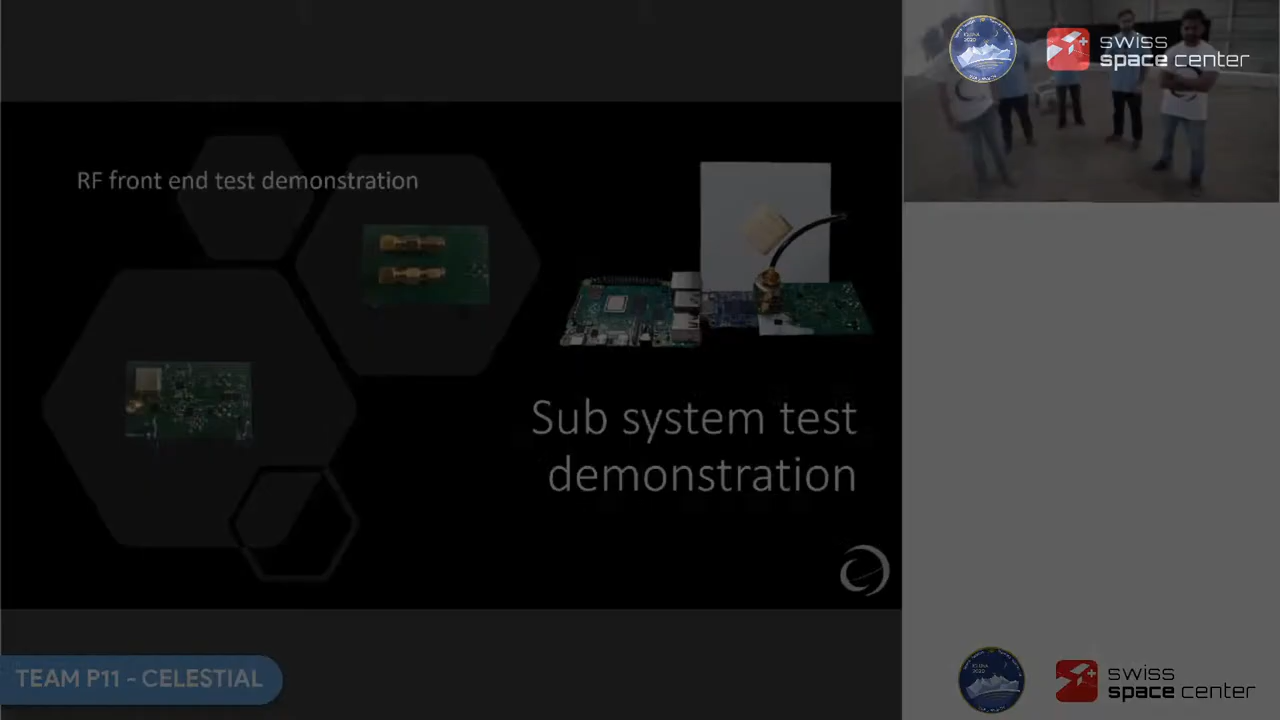 swiss
space center
RF front end test demonstration
Sub system test
demonstration
TEAM P11 - CELESTIAL
swiss
space center